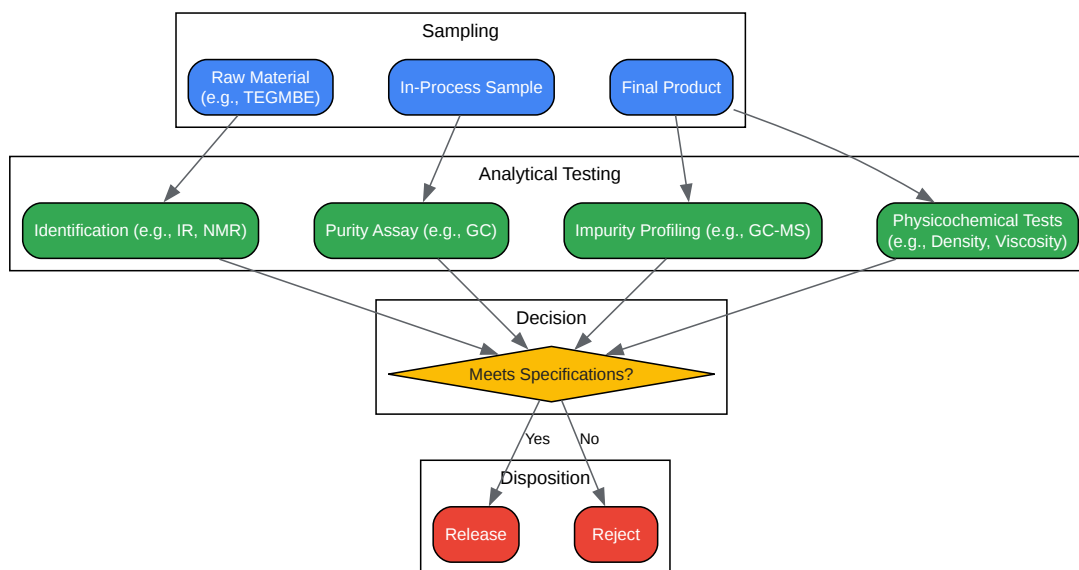 Sampling
Raw Material
(e.g., TEGMBE)
In-Process Sample
Final Product
Analytical Testing
Identification (e.g., IR, NMR)
Purity Assay (e.g., GC)
Impurity Profiling (e.g., GC-MS)
Physicochemical Tests
(e.g., Density, Viscosity)
Decision
Meets Specifications?
Yes
No
Disposition
Release
Reject